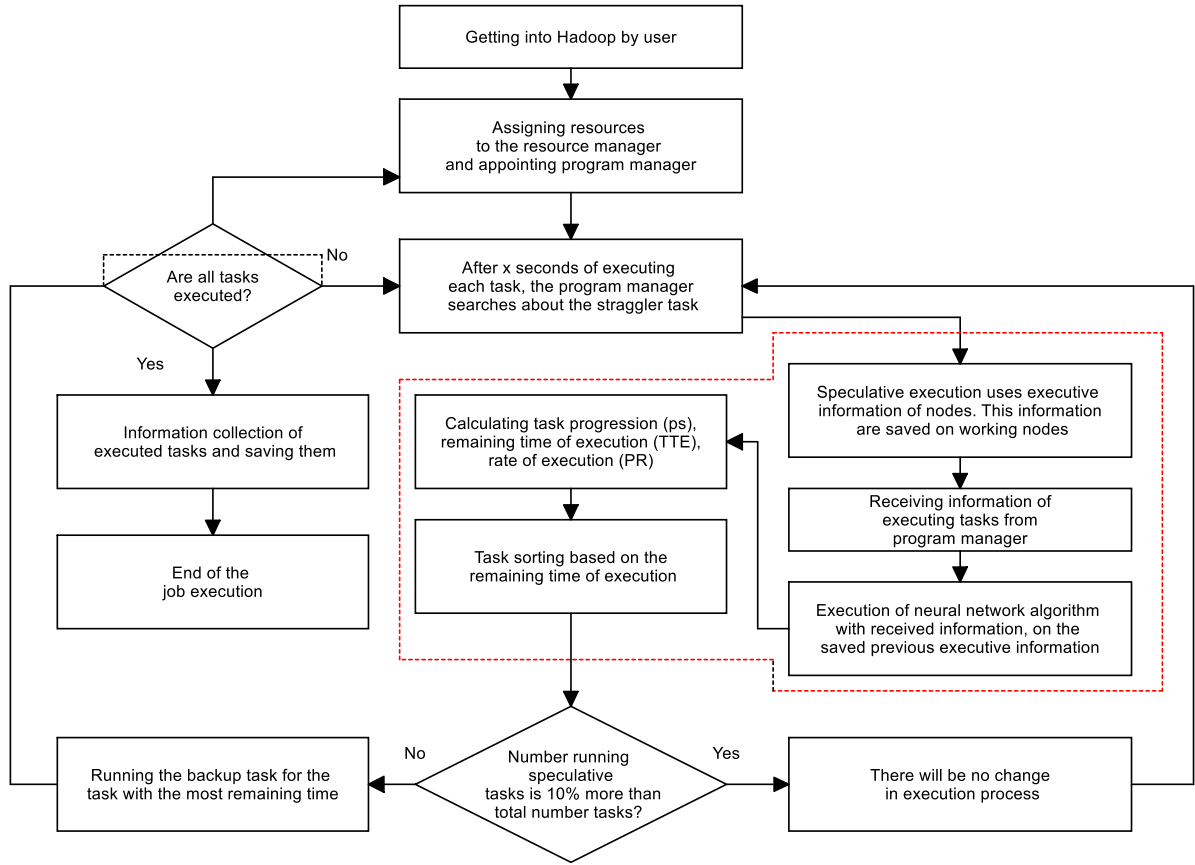 Getting into Hadoop by user
Assigning resources
to the resource manager
and appointing program manager
No
Are all tasks
executed?
After x seconds of executing
each task, the program manager
searches about the straggler task
Yes
Information collection of
executed tasks and saving them
End of the
job execution
Speculative execution uses executive
information of nodes. This information
are saved on working nodes
Receiving information of
executing tasks from
program manager
Execution of neural network algorithm
with received information, on the
saved previous executive information
Calculating task progression (ps),
remaining time of execution (TTE),
rate of execution (PR)
Task sorting based on the
remaining time of execution
Number running
speculative
tasks is 10% more than
total number tasks?
No
Yes
Running the backup task for the
task with the most remaining time
There will be no change
in execution process